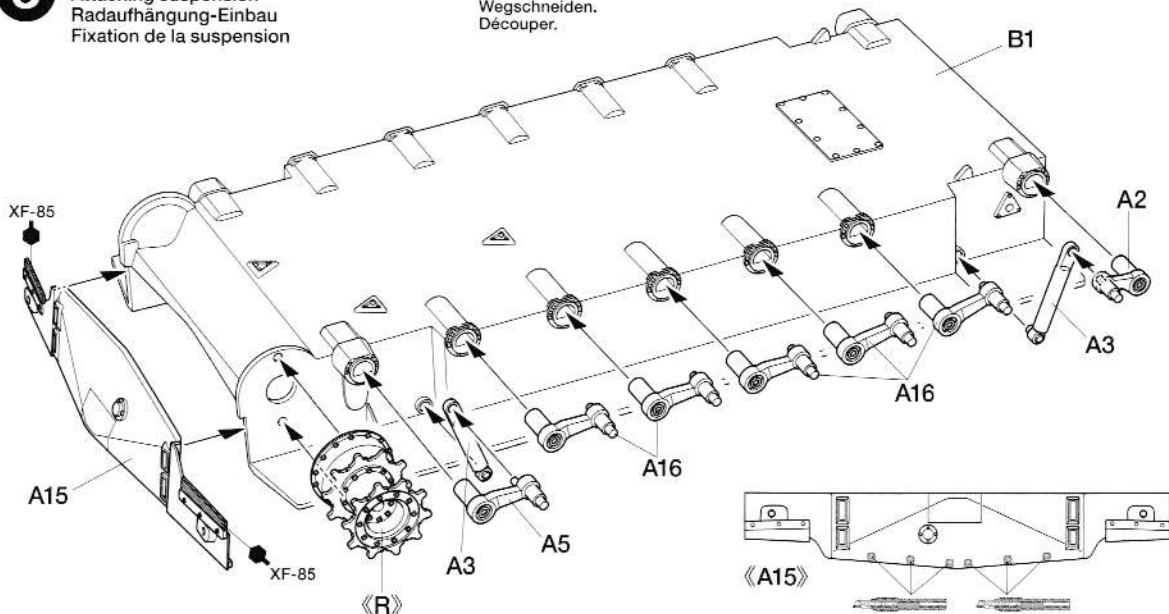 Attaching suspension
Radaufhängung-Einbau
Fixation de la suspension
Wegschneiden.
Découper.
B1
XF-85
A2
A3
A16
A16
A15
A5
A3
XF-85
《R》
《A15》